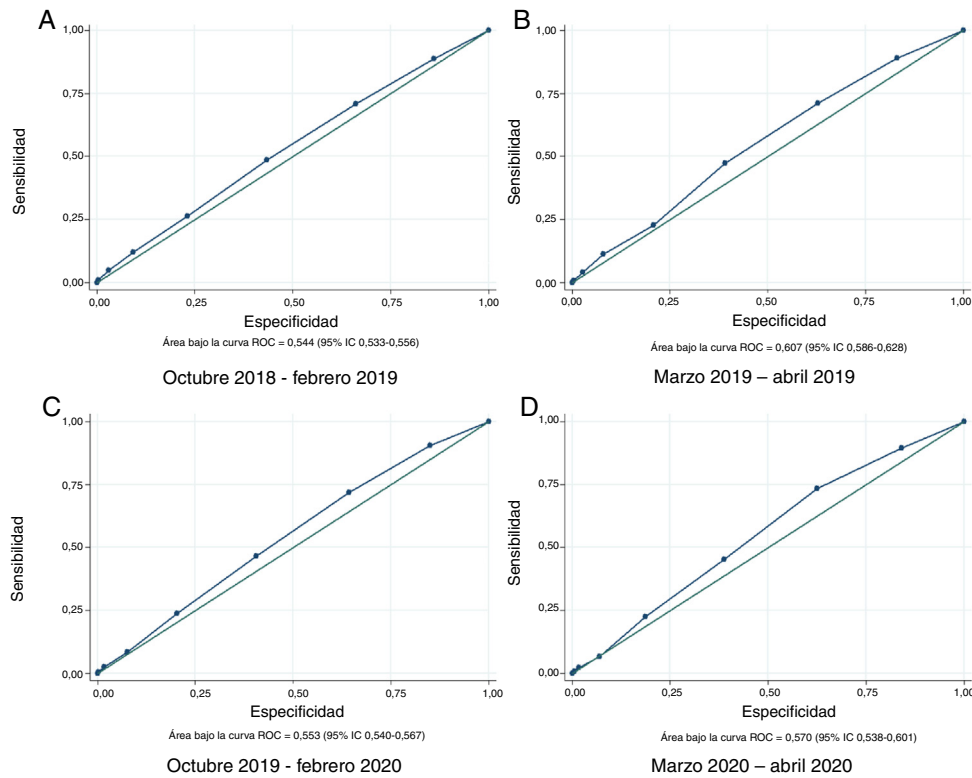 A
1,00
0,75
0,50
0,25
0,00
Sensibilidad
0,00 0,25 0,50 0,75 1,00
Especificidad
Área bajo la curva ROC = 0,544 (95% IC 0,533-0,556)
Octubre 2018 - febrero 2019
B
1,00
0,75
0,50
0,25
0,00
Sensibilidad
0,00 0,25 0,50 0,75 1,00
Especificidad
Área bajo la curva ROC = 0,607 (95% IC 0,586-0,628)
Marzo 2019 – abril 2019
C
1,00
0,75
0,50
0,25
0,00
Sensibilidad
0,00 0,25 0,50 0,75 1,00
Especificidad
Área bajo la curva ROC = 0,553 (95% IC 0,540-0,567)
Octubre 2019 - febrero 2020
D
1,00
0,75
0,50
0,25
0,00
Sensibilidad
0,00 0,25 0,50 0,75 1,00
Especificidad
Área bajo la curva ROC = 0,570 (95% IC 0,538-0,601)
Marzo 2020 – abril 2020